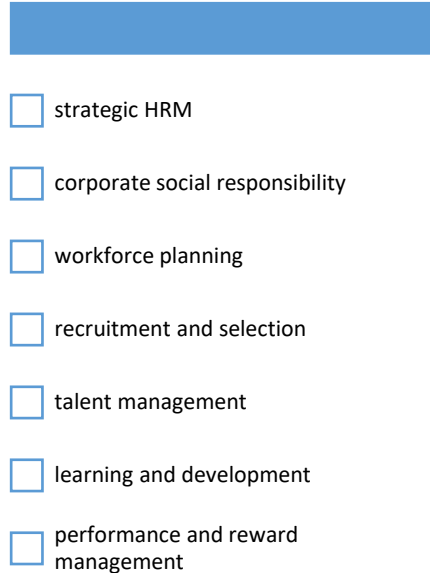 strategic HRM
corporate social responsibility
workforce planning
recruitment and selection
talent management
learning and development
performance and reward
management